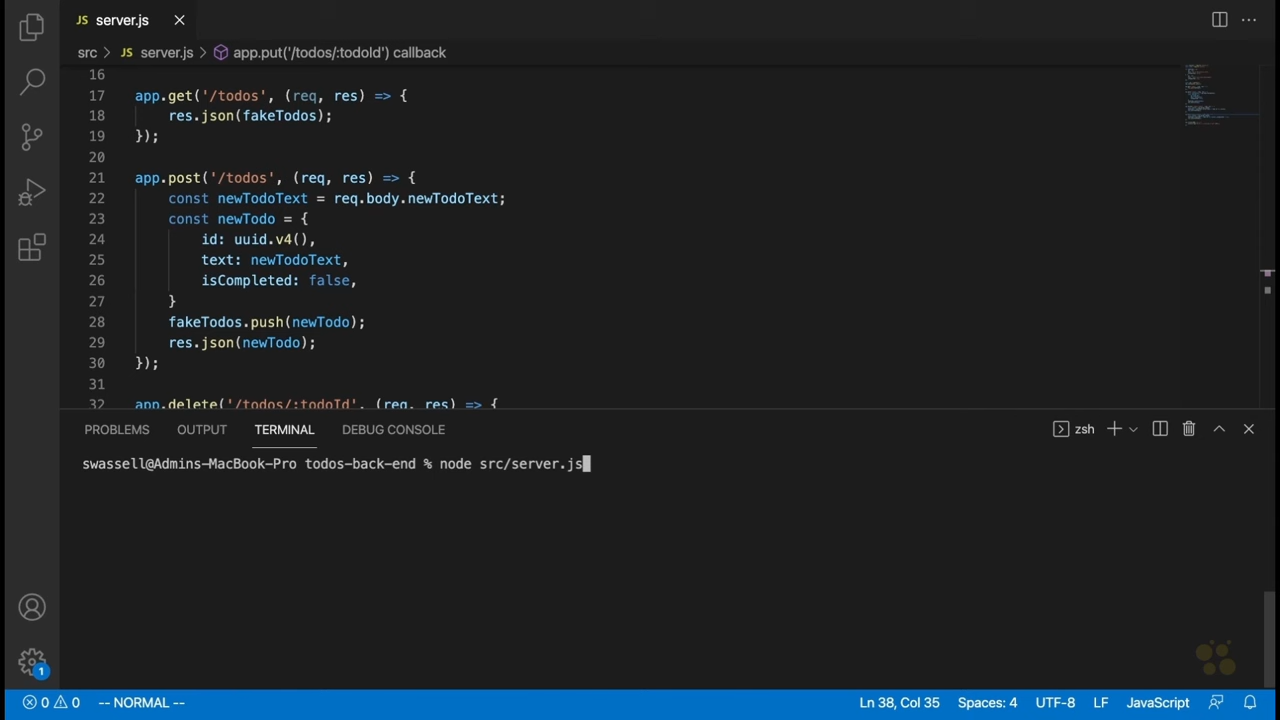 JS server.js
src > JS server.js > app.put('/todos/:todoId') callback
16
17 app.get('/todos', (req, res) => {
18 res.json(fakeTodos);
19 });
20
21 app.post('/todos', (req, res) => {
22 const newTodoText = req.body.newTodoText;
23 const newTodo = {
24 id: uuid.v4(),
25 text: newTodoText,
26 isCompleted: false,
27 }
28 fakeTodos.push(newTodo);
29 res.json(newTodo);
30 });
31
32 app.delete('/todos/:todoId', (req, res) => {
PROBLEMS OUTPUT TERMINAL DEBUG CONSOLE zsh
swassell@Admins-MacBook-Pro todos-back-end % node src/server.js
1
0 0 -- NORMAL -- Ln 38, Col 35 Spaces: 4 UTF-8 LF JavaScript